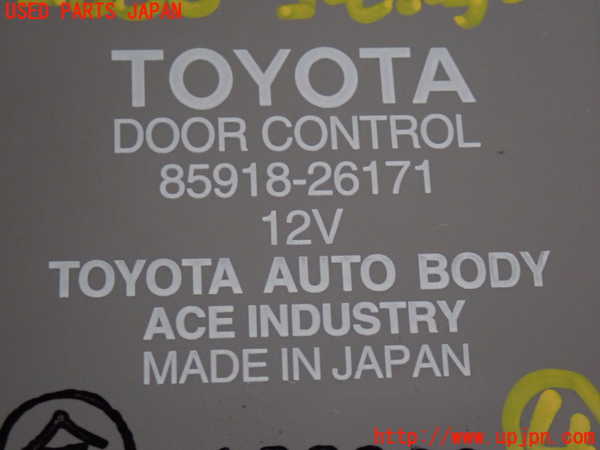 USED PARTS JAPAN
TOYOTA
DOOR CONTROL
85918-26171
12V
TOYOTA AUTO BODY
ACE INDUSTRY
MADE IN JAPAN
http://www.upjpn.com/